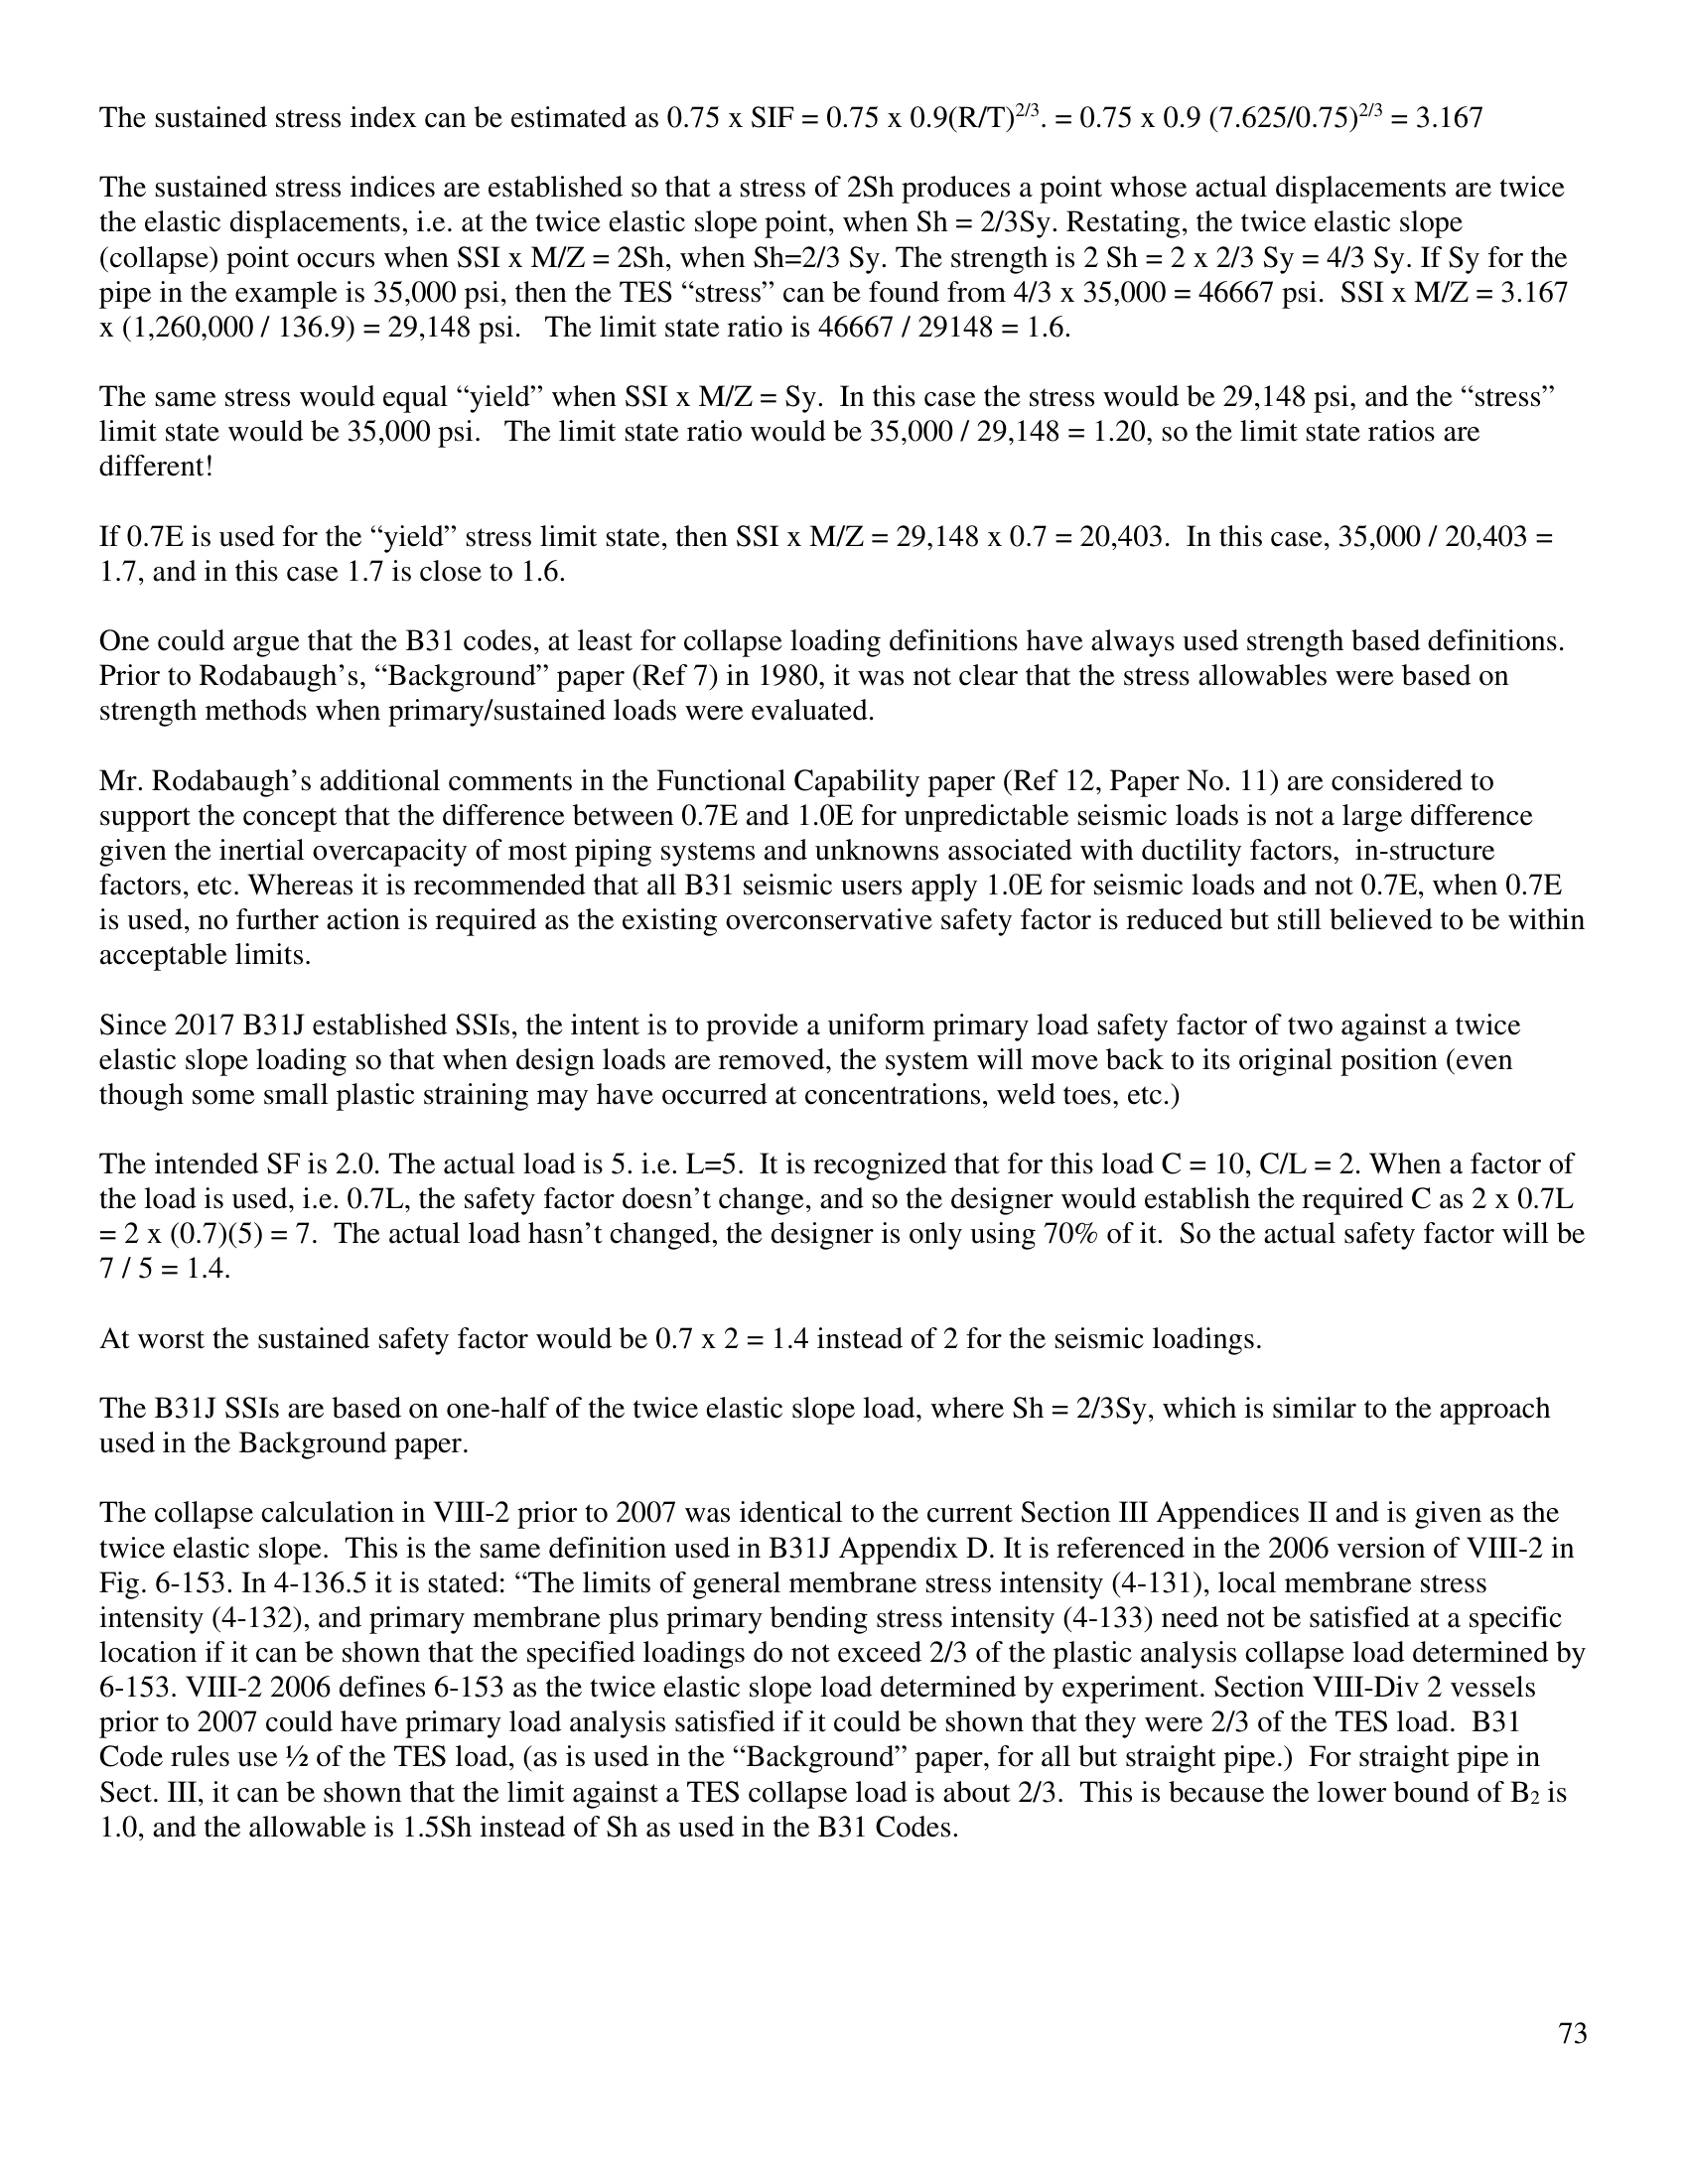 The sustained stress index can be estimated as 0.75 x SIF = 0.75 x 0.9(R/T)2/3. = 0.75 x 0.9 (7.625/0.75)2/3 = 3.167
The sustained stress indices are established so that a stress of 2Sh produces a point whose actual displacements are twice
the elastic displacements, i.e. at the twice elastic slope point, when Sh = 2/3Sy. Restating, the twice elastic slope
(collapse) point occurs when SSI x M/Z = 2Sh, when Sh=2/3 Sy. The strength is 2 Sh = 2 x 2/3 Sy = 4/3 Sy. If Sy for the
pipe in the example is 35,000 psi, then the TES “stress” can be found from 4/3 x 35,000 = 46667 psi. SSI x M/Z = 3.167
x (1,260,000 / 136.9) = 29,148 psi. The limit state ratio is 46667 / 29148 = 1.6.
The same stress would equal “yield” when SSI x M/Z = Sy. In this case the stress would be 29,148 psi, and the “stress”
limit state would be 35,000 psi. The limit state ratio would be 35,000 / 29,148 = 1.20, so the limit state ratios are
different!
If 0.7E is used for the “yield” stress limit state, then SSI x M/Z = 29,148 x 0.7 = 20,403. In this case, 35,000 / 20,403 =
1.7, and in this case 1.7 is close to 1.6.
One could argue that the B31 codes, at least for collapse loading definitions have always used strength based definitions.
Prior to Rodabaugh’s, “Background” paper (Ref 7) in 1980, it was not clear that the stress allowables were based on
strength methods when primary/sustained loads were evaluated.
Mr. Rodabaugh’s additional comments in the Functional Capability paper (Ref 12, Paper No. 11) are considered to
support the concept that the difference between 0.7E and 1.0E for unpredictable seismic loads is not a large difference
given the inertial overcapacity of most piping systems and unknowns associated with ductility factors, in-structure
factors, etc. Whereas it is recommended that all B31 seismic users apply 1.0E for seismic loads and not 0.7E, when 0.7E
is used, no further action is required as the existing overconservative safety factor is reduced but still believed to be within
acceptable limits.
Since 2017 B31J established SSIs, the intent is to provide a uniform primary load safety factor of two against a twice
elastic slope loading so that when design loads are removed, the system will move back to its original position (even
though some small plastic straining may have occurred at concentrations, weld toes, etc.)
The intended SF is 2.0. The actual load is 5. i.e. L=5. It is recognized that for this load C = 10, C/L = 2. When a factor of
the load is used, i.e. 0.7L, the safety factor doesn’t change, and so the designer would establish the required C as 2 x 0.7L
= 2 x (0.7)(5) = 7. The actual load hasn’t changed, the designer is only using 70% of it. So the actual safety factor will be
7 / 5 = 1.4.
At worst the sustained safety factor would be 0.7 x 2 = 1.4 instead of 2 for the seismic loadings.
The B31J SSIs are based on one-half of the twice elastic slope load, where Sh = 2/3Sy, which is similar to the approach
used in the Background paper.
The collapse calculation in VIII-2 prior to 2007 was identical to the current Section III Appendices II and is given as the
twice elastic slope. This is the same definition used in B31J Appendix D. It is referenced in the 2006 version of VIII-2 in
Fig. 6-153. In 4-136.5 it is stated: “The limits of general membrane stress intensity (4-131), local membrane stress
intensity (4-132), and primary membrane plus primary bending stress intensity (4-133) need not be satisfied at a specific
location if it can be shown that the specified loadings do not exceed 2/3 of the plastic analysis collapse load determined by
6-153. VIII-2 2006 defines 6-153 as the twice elastic slope load determined by experiment. Section VIII-Div 2 vessels
prior to 2007 could have primary load analysis satisfied if it could be shown that they were 2/3 of the TES load. B31
Code rules use ½ of the TES load, (as is used in the “Background” paper, for all but straight pipe.) For straight pipe in
Sect. III, it can be shown that the limit against a TES collapse load is about 2/3. This is because the lower bound of B2 is
1.0, and the allowable is 1.5Sh instead of Sh as used in the B31 Codes.
73